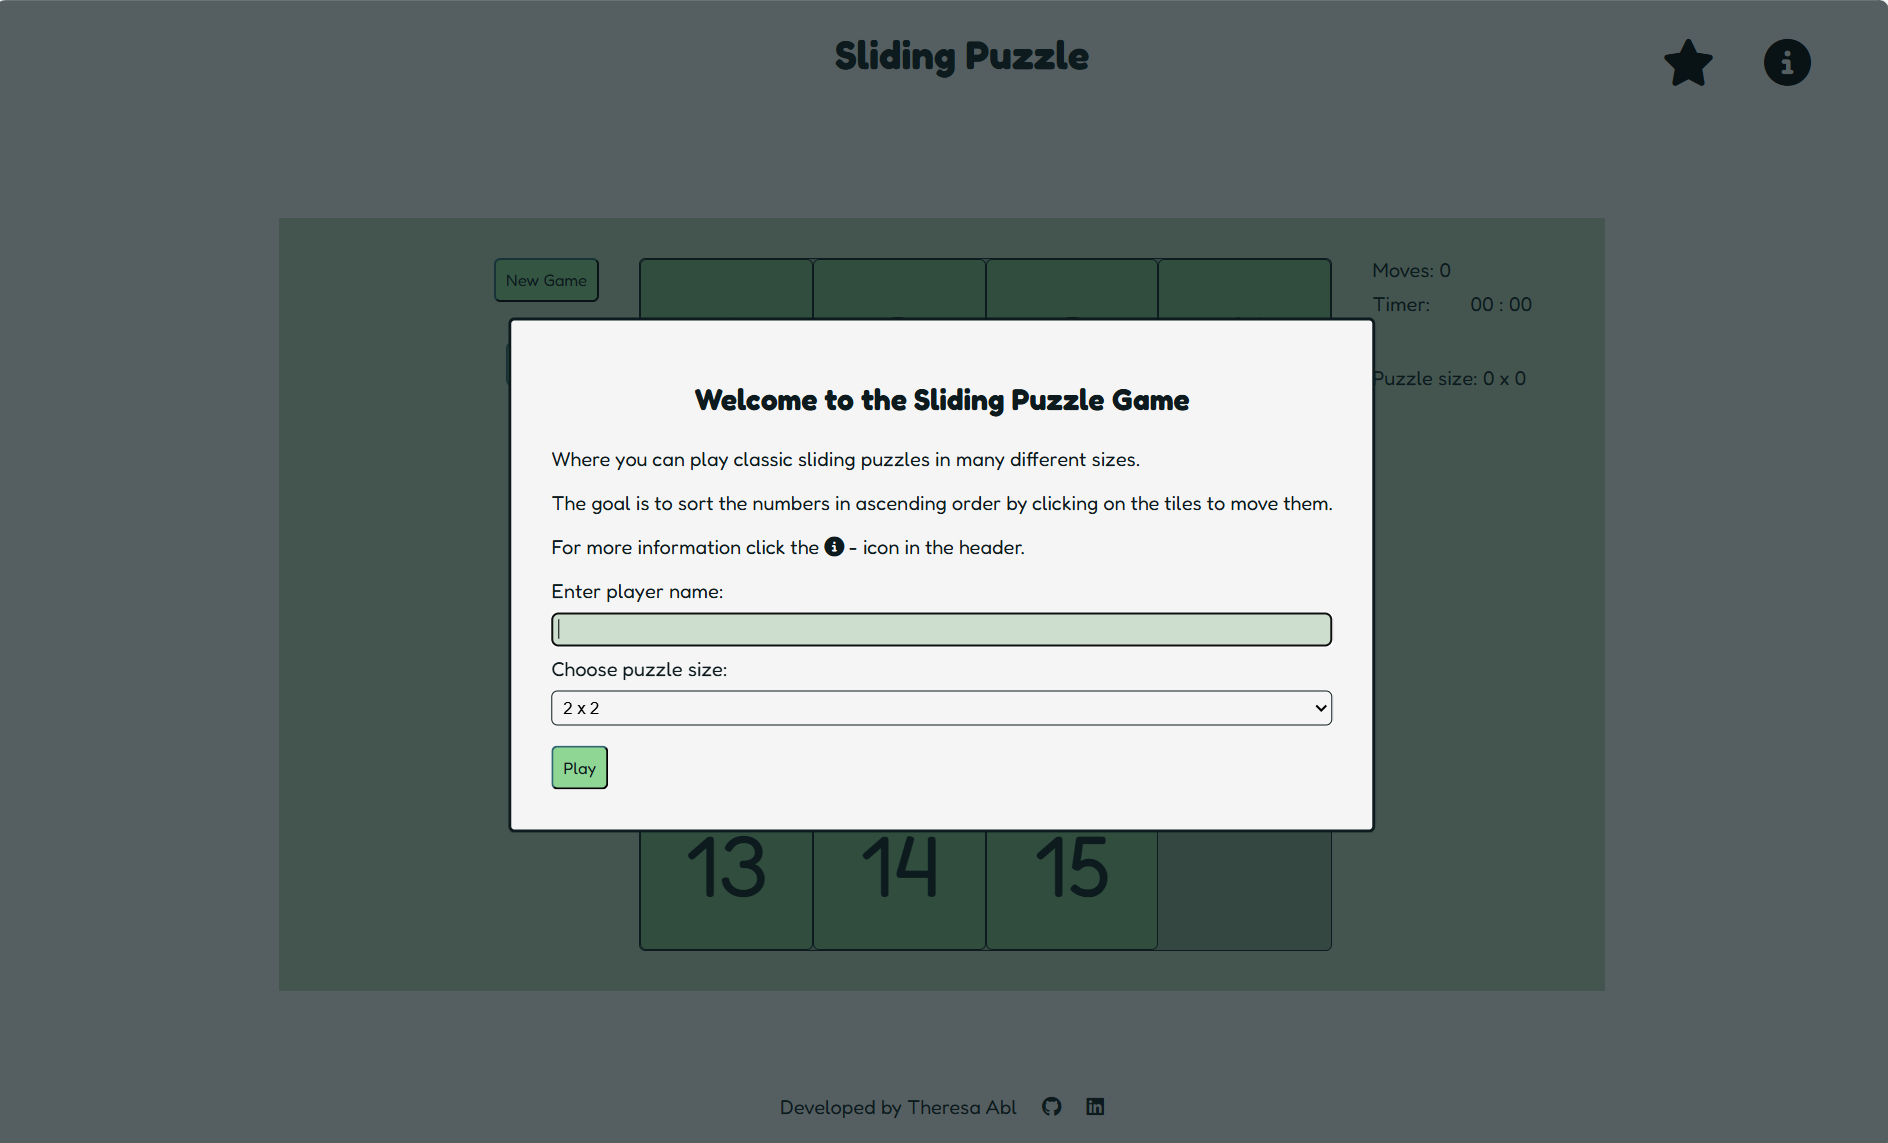 Sliding Puzzle
New Game
Moves: 0
Timer: 00 : 00
Puzzle size: 0 x 0
Welcome to the Sliding Puzzle Game
Where you can play classic sliding puzzles in many different sizes.
The goal is to sort the numbers in ascending order by clicking on the tiles to move them.
For more information click the - icon in the header.
Enter player name:
Choose puzzle size:
2 x 2
Play
13 14 15
Developed by Theresa Abl